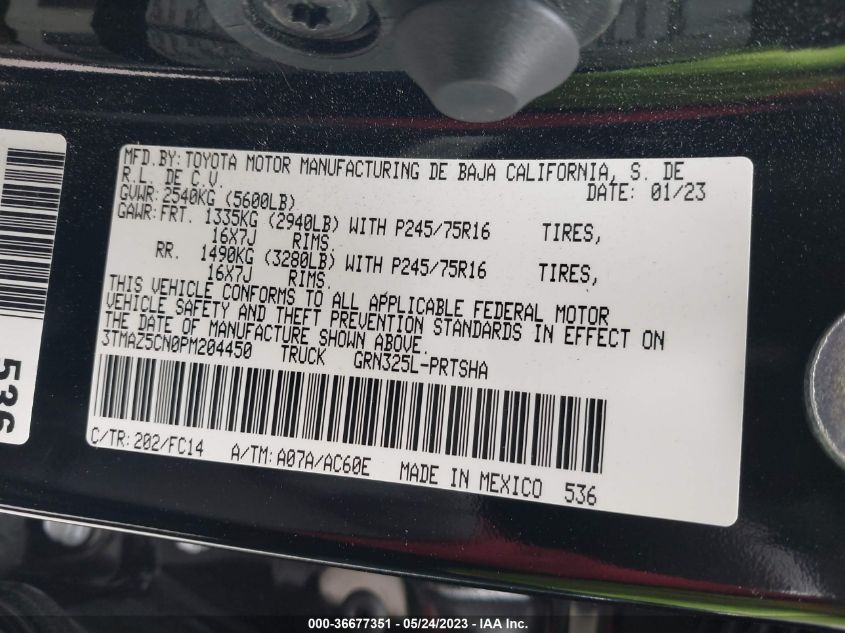 MFD.BY: TOYOTA MOTOR MANUFACTURING DE BAJA CALIFORNIA, S. DE
R.L. DE C.V.
DATE: 01/23
GVWR: 2540KG (5600LB)
GAWR: FRT. 1335KG (2940LB) WITH P245/75R16 TIRES,
16X7J RIMS.
RR. 1490KG (3280LB) WITH P245/75R16 TIRES,
16X7J RIMS.
THIS VEHICLE CONFORMS TO ALL APPLICABLE FEDERAL MOTOR
VEHICLE SAFETY AND THEFT PREVENTION STANDARDS IN EFFECT ON
THE DATE OF MANUFACTURE SHOWN ABOVE.
3TMAZ5CN0PM204450 TRUCK GRN325L-PRTSHA
C/TR: 202/FC14 A/TM: A07A/AC60E MADE IN MEXICO 536
536
000-36677351 / 05/24/2023 / IAA Inc.